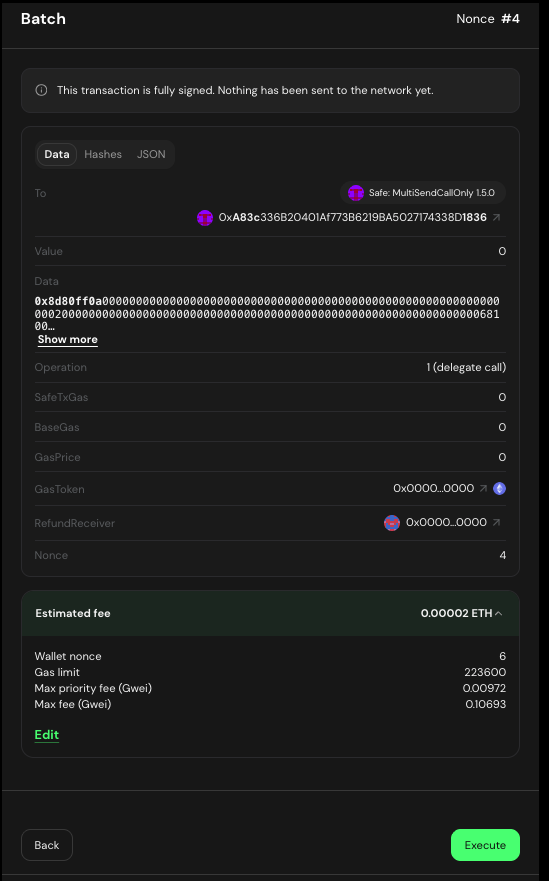 Batch
Nonce #4
This transaction is fully signed. Nothing has been sent to the network yet.
Data Hashes JSON
To
Safe: MultiSendCallOnly 1.5.0
0xA83c336B20401Af773B6219BA5027174338D1836
Value 0
Data
0x8d80ff0a00000000000000000000000000000000000000000000000000000000000
000200000000000000000000000000000000000000000000000000000000000000681
00…
Show more
Operation 1 (delegate call)
SafeTxGas 0
BaseGas 0
GasPrice 0
GasToken 0x0000...0000
RefundReceiver 0x0000...0000
Nonce 4
Estimated fee 0.00002 ETH
Wallet nonce 6
Gas limit 223600
Max priority fee (Gwei) 0.00972
Max fee (Gwei) 0.10693
Edit
Back
Execute